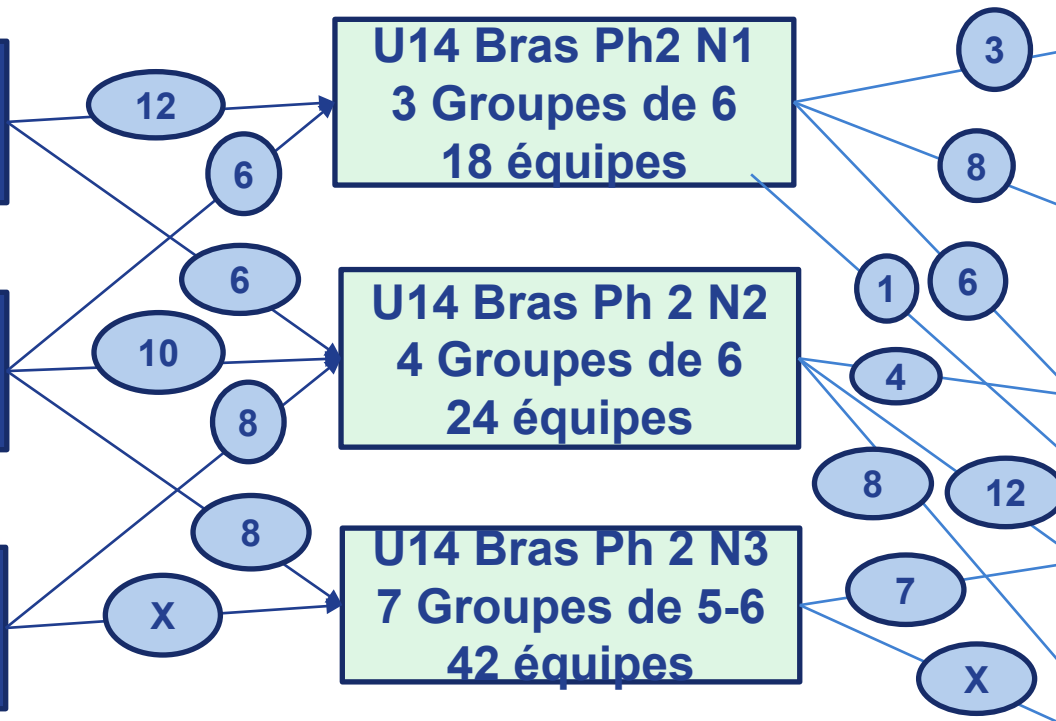 U14 Bras Ph2 N1
3 Groupes de 6
18 équipes
U14 Bras Ph 2 N2
4 Groupes de 6
24 équipes
U14 Bras Ph 2 N3
7 Groupes de 5-6
42 équipes
12
6
6
10
8
8
X
3
8
1
6
4
8
12
7
X